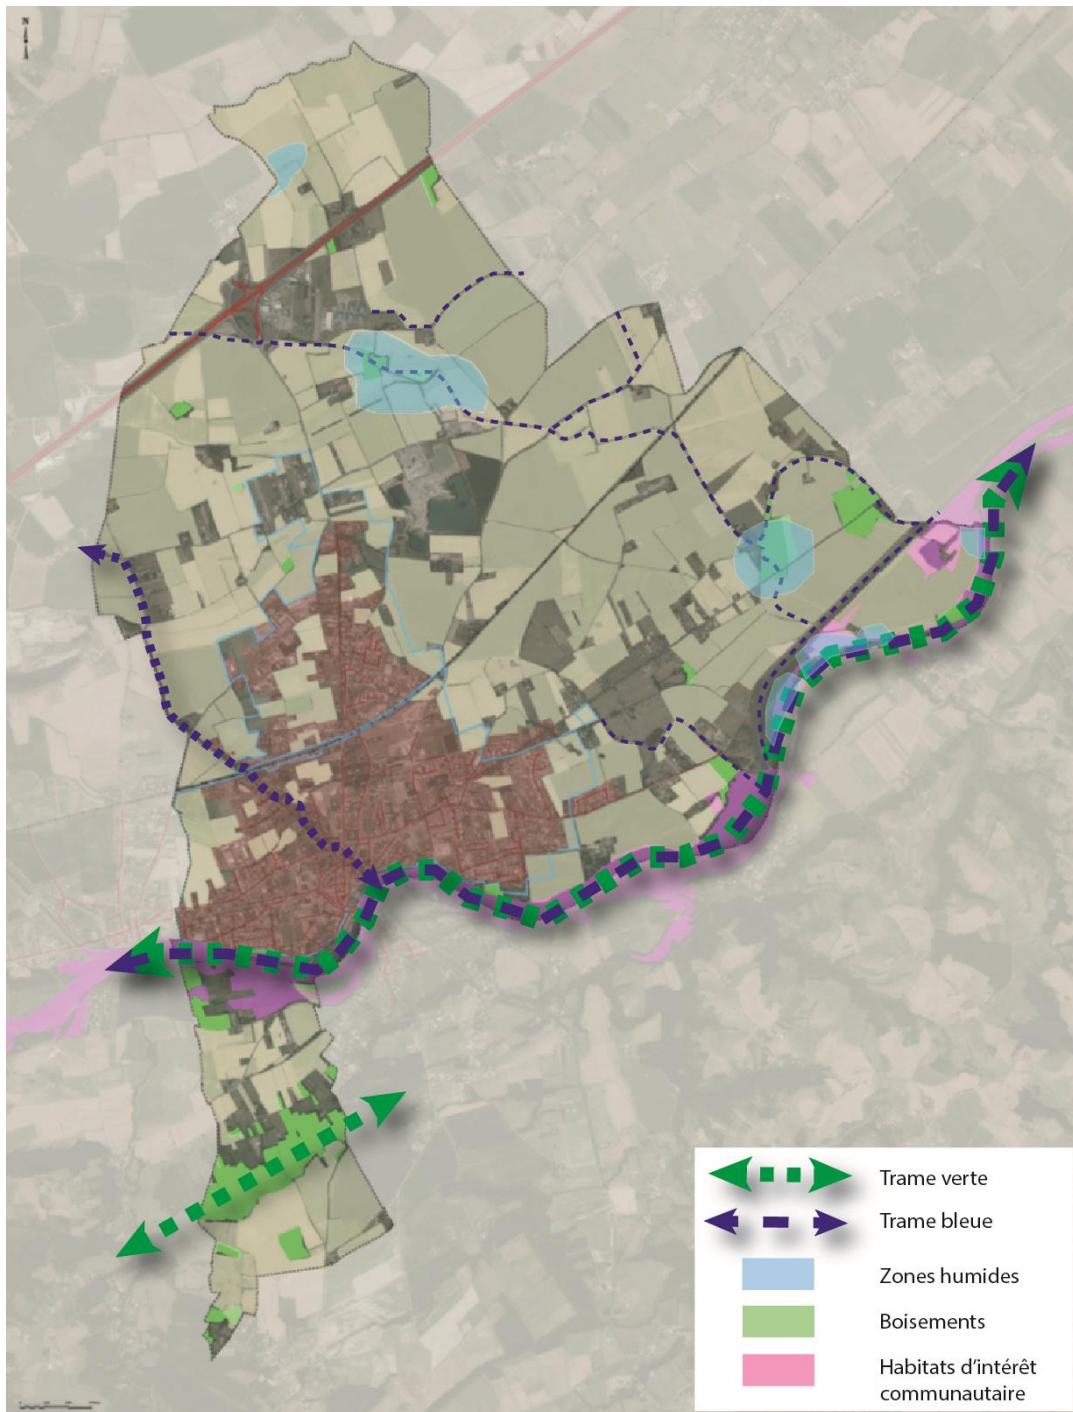 N
Trame verte
Trame bleue
Zones humides
Boisements
Habitats d'intérêt
communautaire